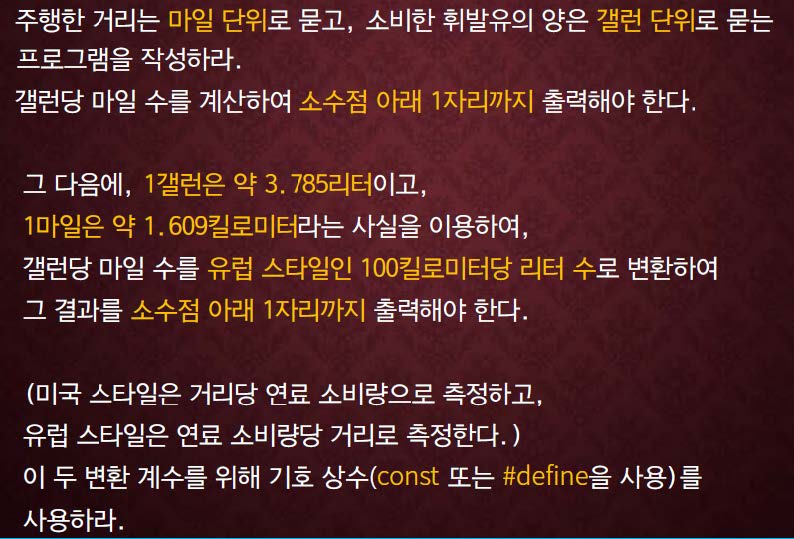 주행한 거리는 마일 단위로 묻고, 소비한 휘발유의 양은 갤런 단위로 묻는
프로그램을 작성하라.
갤런당 마일 수를 계산하여 소수점 아래 1자리까지 출력해야 한다.
그 다음에, 1갤런은 약 3.785리터이고,
1마일은 약 1.609킬로미터라는 사실을 이용하여,
갤런당 마일 수를 유럽 스타일인 100킬로미터당 리터 수로 변환하여
그 결과를 소수점 아래 1자리까지 출력해야 한다.
(미국 스타일은 거리당 연료 소비량으로 측정하고,
유럽 스타일은 연료 소비량당 거리로 측정한다.)
이 두 변환 계수를 위해 기호 상수(const 또는 #define을 사용)를
사용하라.